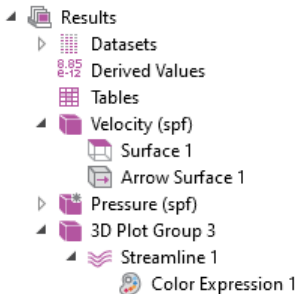 Results
Datasets
8.85
e-12 Derived Values
Tables
Velocity (spf)
Surface 1
Arrow Surface 1
Pressure (spf)
3D Plot Group 3
Streamline 1
Color Expression 1